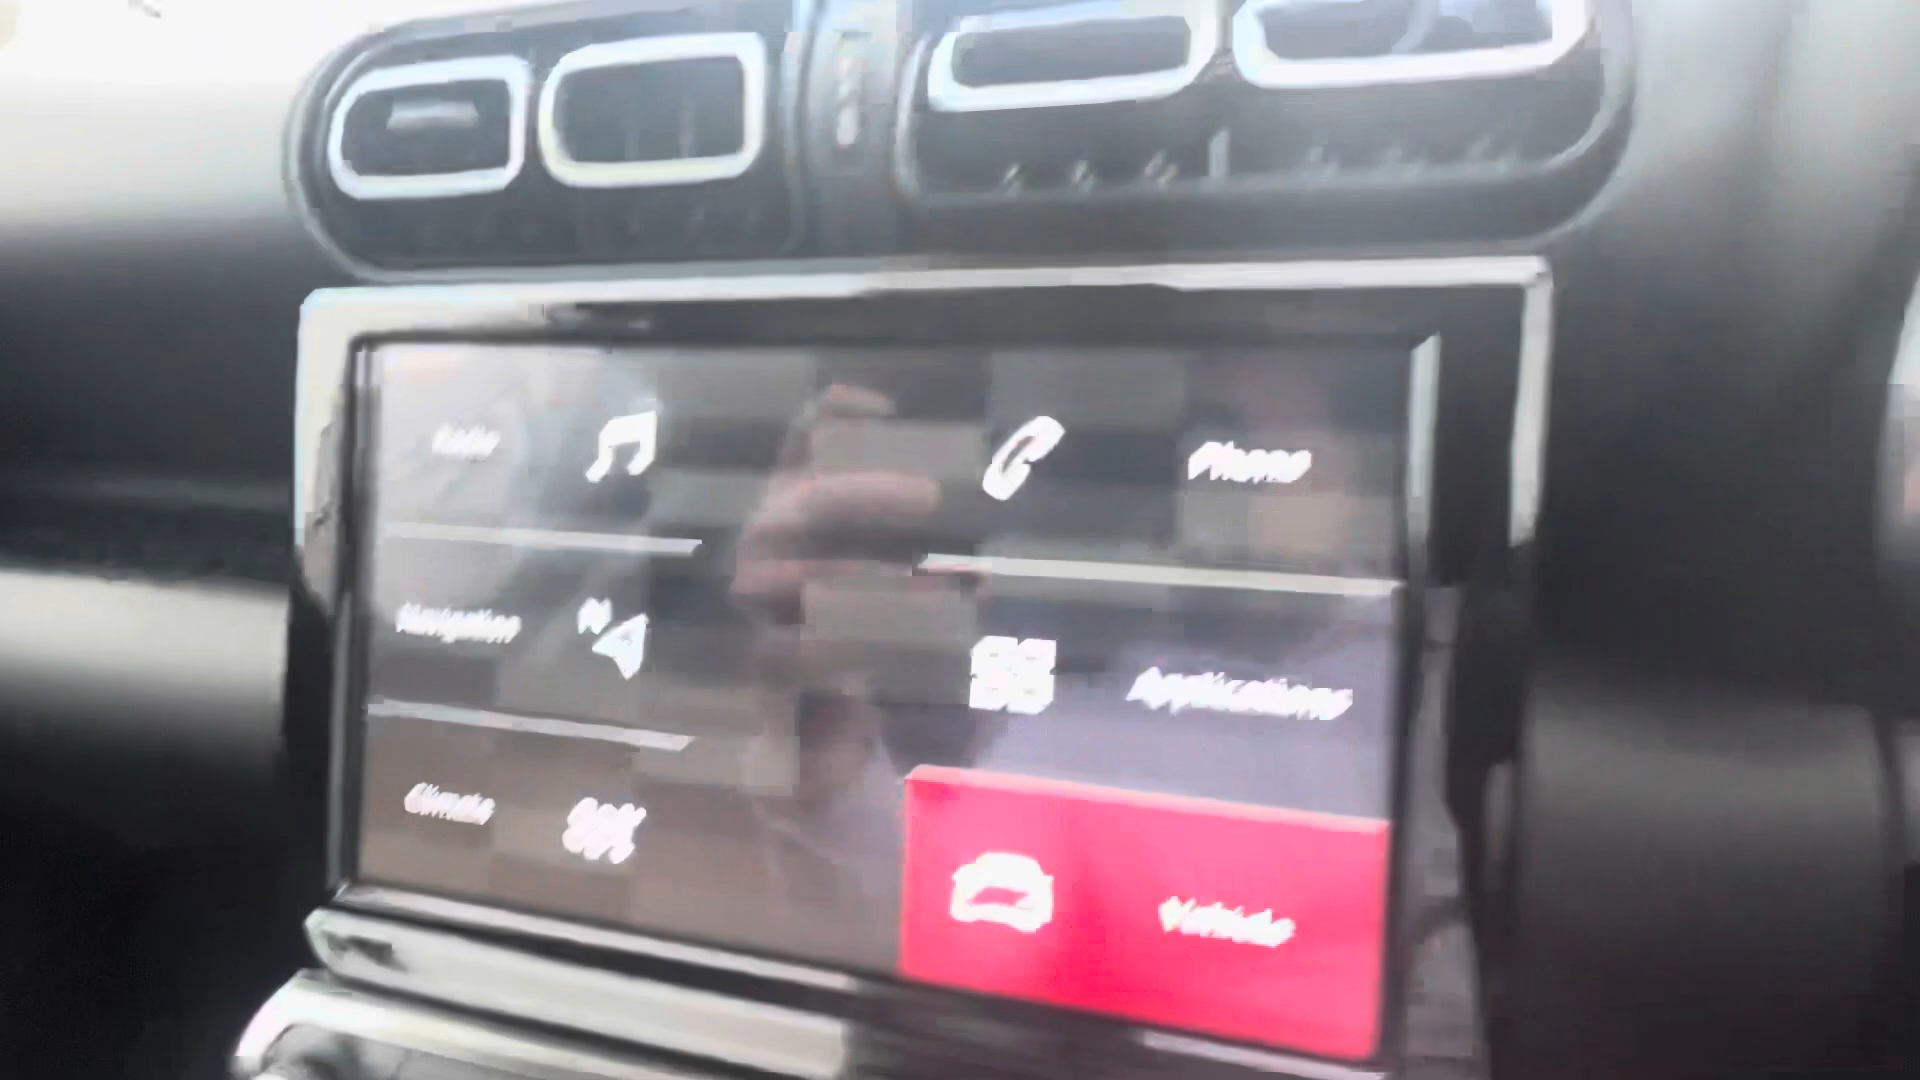 Radio
Phone
Navigation
N
Applications
Climate
Vehicle